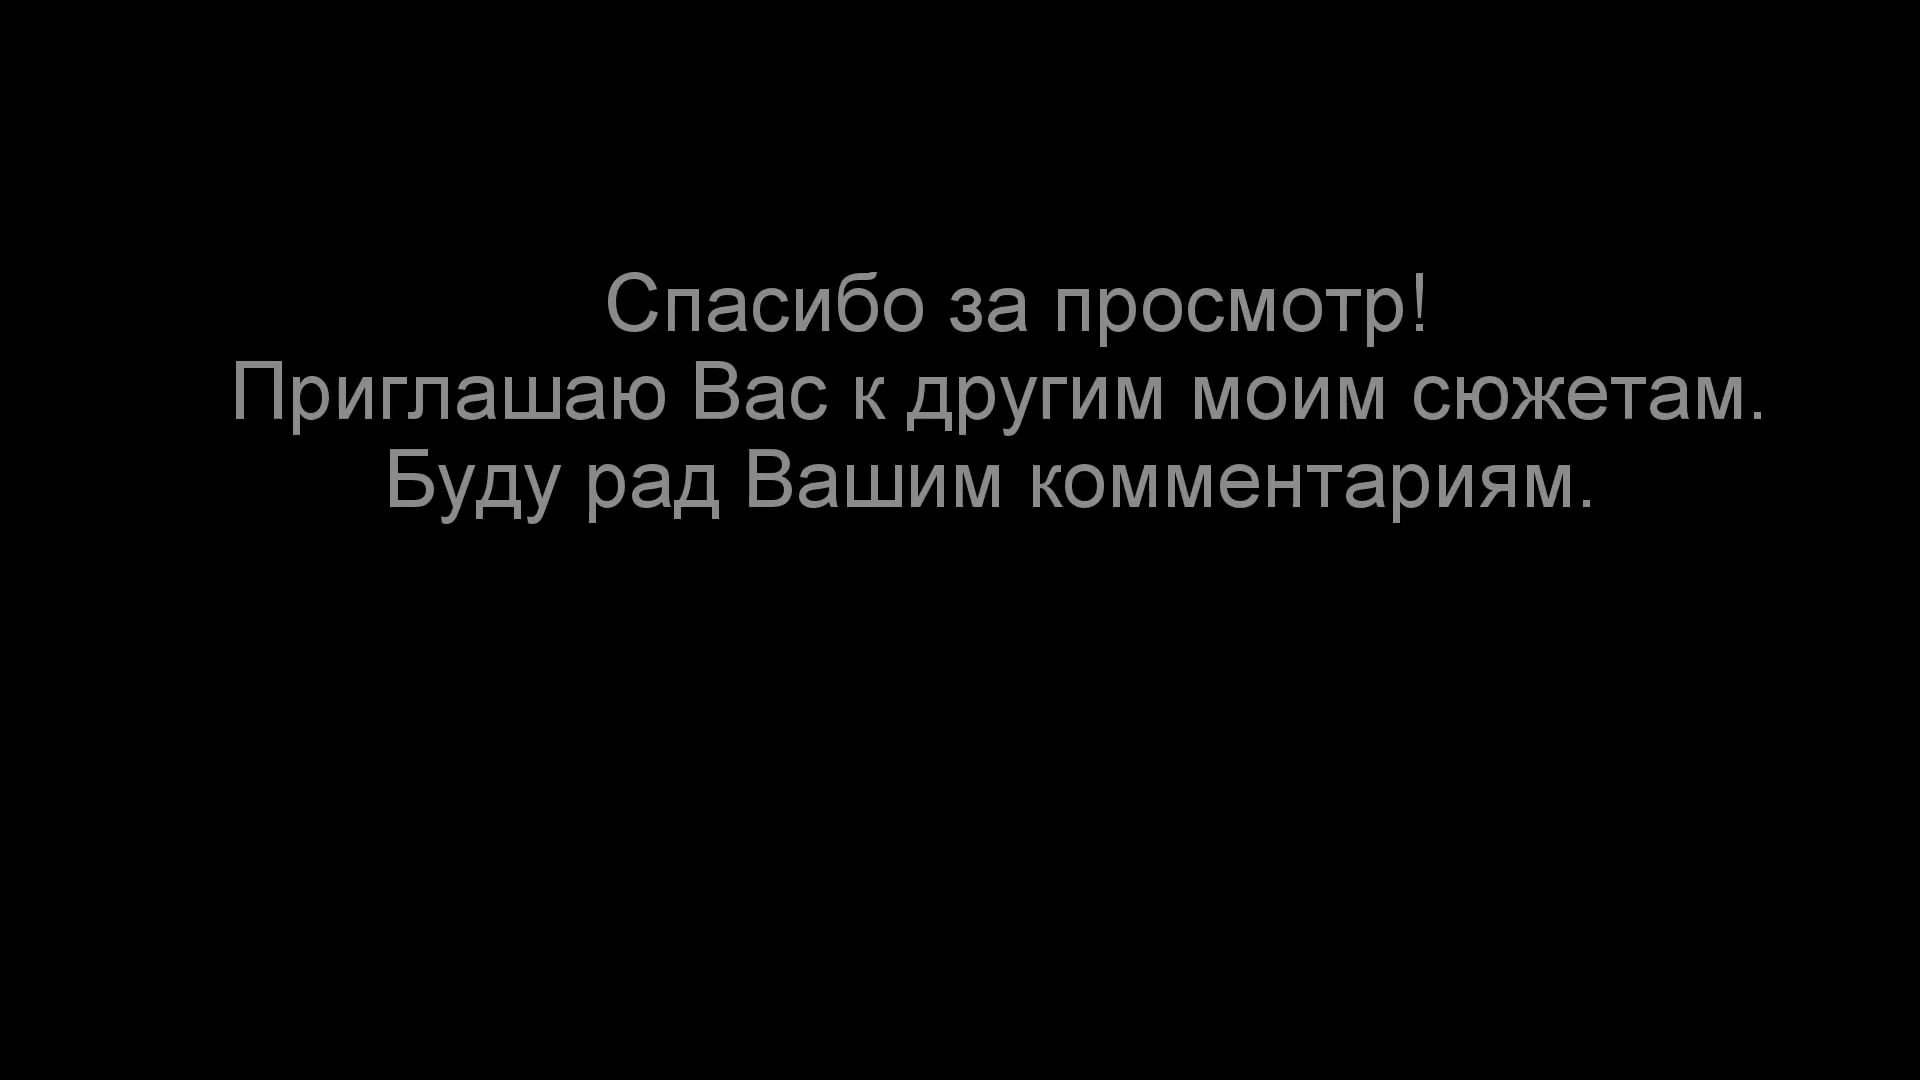 Спасибо за просмотр!
Приглашаю Вас к другим моим сюжетам.
Буду рад Вашим комментариям.